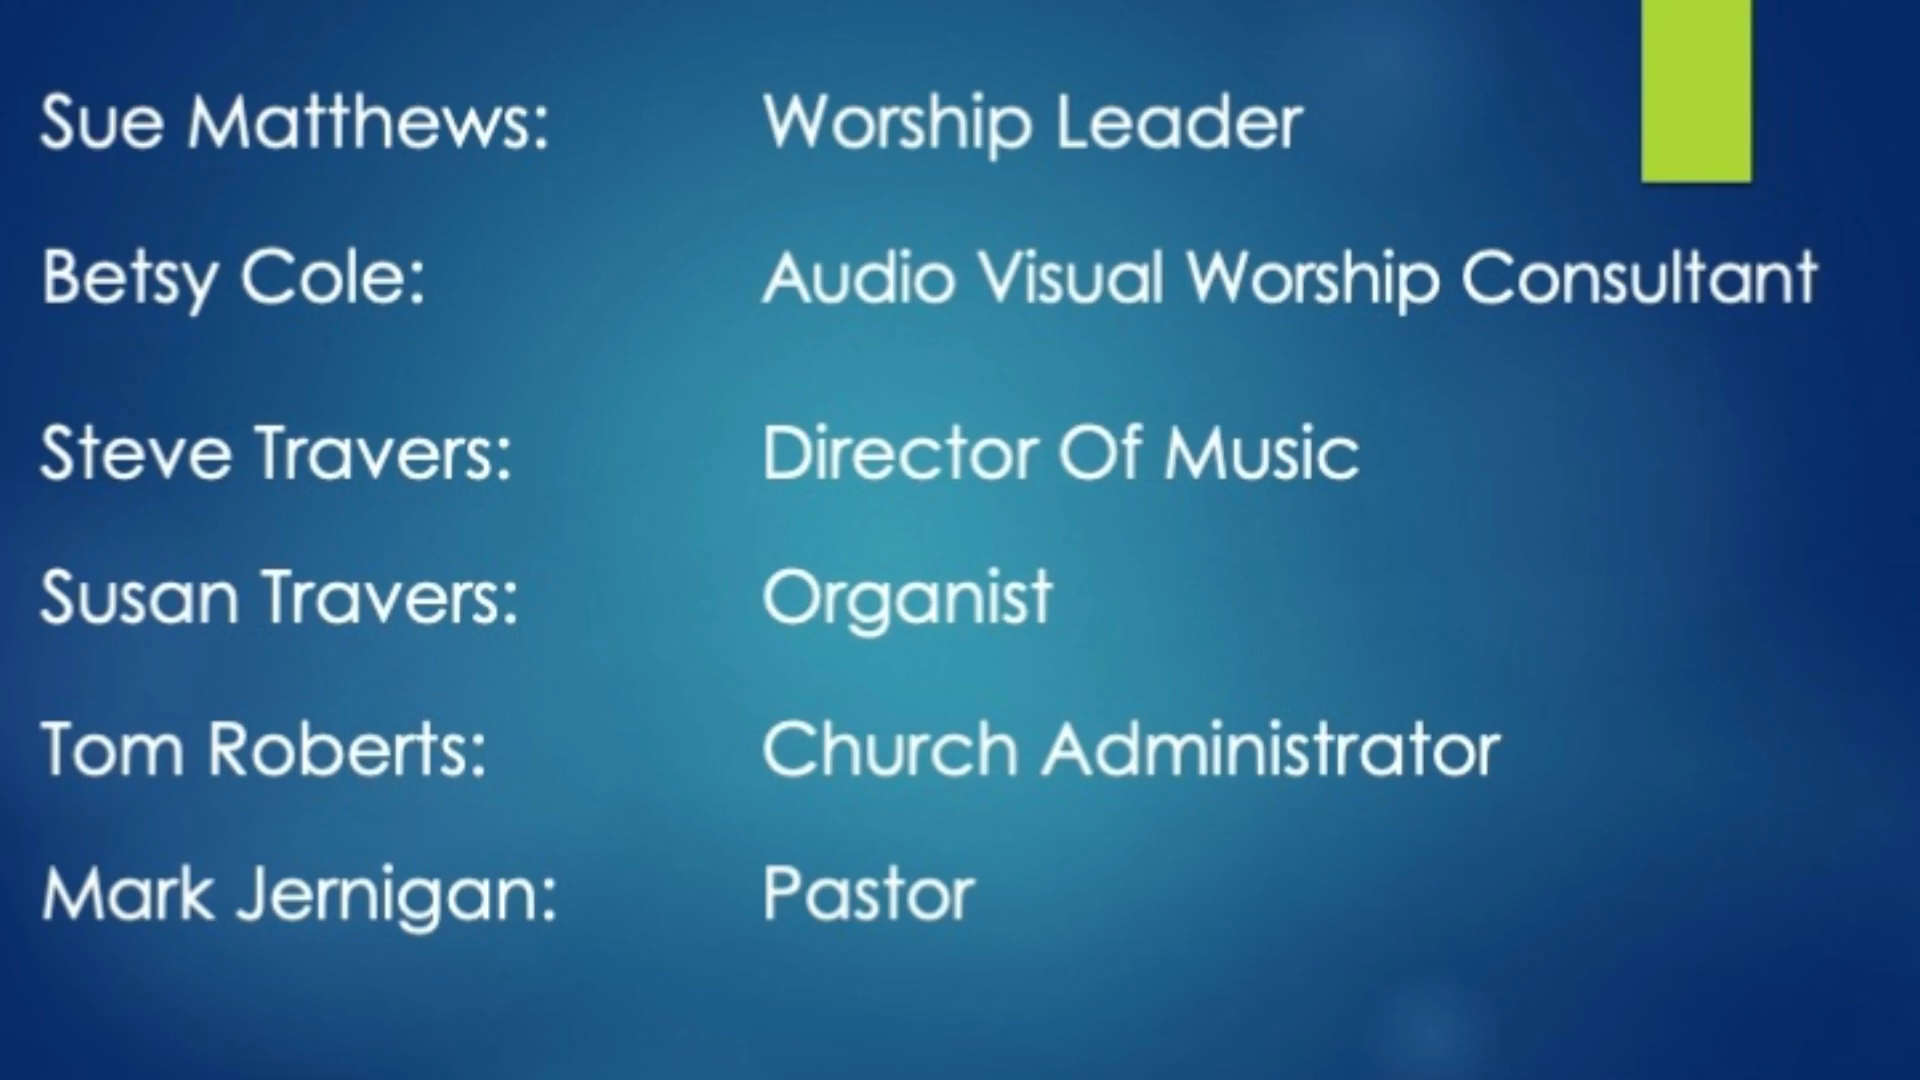 Sue Matthews: Worship Leader
Betsy Cole: Audio Visual Worship Consultant
Steve Travers: Director Of Music
Susan Travers: Organist
Tom Roberts: Church Administrator
Mark Jernigan: Pastor